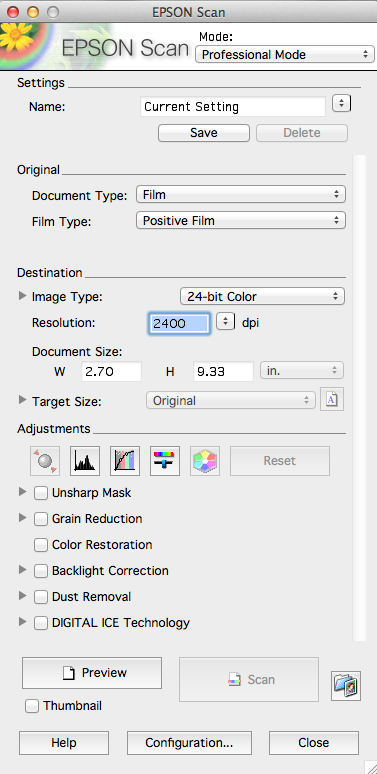 EPSON Scan
EPSON Scan
Mode:
Professional Mode
Settings
Name: Current Setting
Save Delete
Original
Document Type: Film
Film Type: Positive Film
Destination
Image Type: 24-bit Color
Resolution: 2400 dpi
Document Size:
W 2.70 H 9.33 in.
Target Size: Original A
Adjustments
Reset
Unsharp Mask
Grain Reduction
Color Restoration
Backlight Correction
Dust Removal
DIGITAL ICE Technology
Preview Scan
Thumbnail
Help Configuration... Close